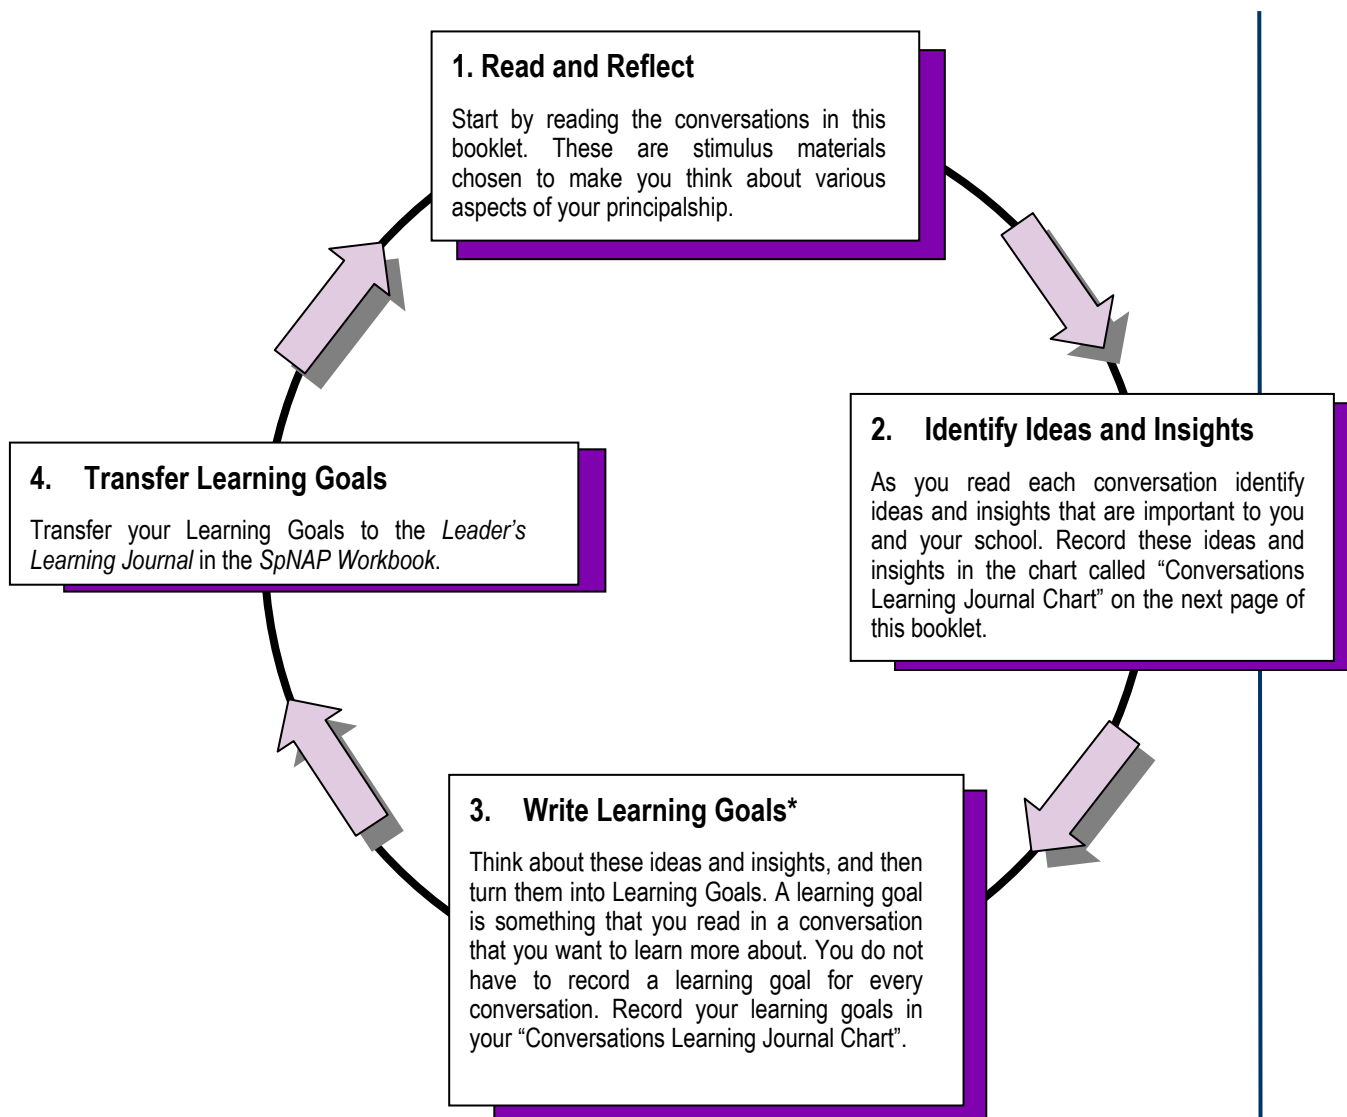 1. Read and Reflect
Start by reading the conversations in this
booklet. These are stimulus materials
chosen to make you think about various
aspects of your principalship.
2. Identify Ideas and Insights
As you read each conversation identify
ideas and insights that are important to you
and your school. Record these ideas and
insights in the chart called “Conversations
Learning Journal Chart” on the next page of
this booklet.
3. Write Learning Goals*
Think about these ideas and insights, and then
turn them into Learning Goals. A learning goal
is something that you read in a conversation
that you want to learn more about. You do not
have to record a learning goal for every
conversation. Record your learning goals in
your “Conversations Learning Journal Chart”.
4. Transfer Learning Goals
Transfer your Learning Goals to the Leader’s
Learning Journal in the SpNAP Workbook.